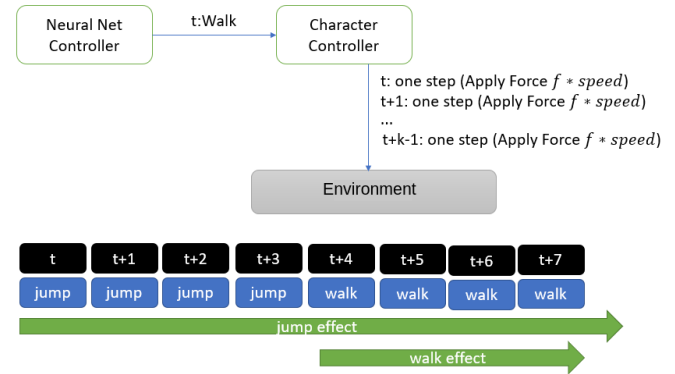 Neural Net
Controller
t:Walk
Character
Controller
t: one step (Apply Force f * speed)
t+1: one step (Apply Force f * speed)
...
t+k-1: one step (Apply Force f * speed)
Environment
t t+1 t+2 t+3 t+4 t+5 t+6 t+7
jump jump jump jump walk walk walk walk
jump effect
walk effect